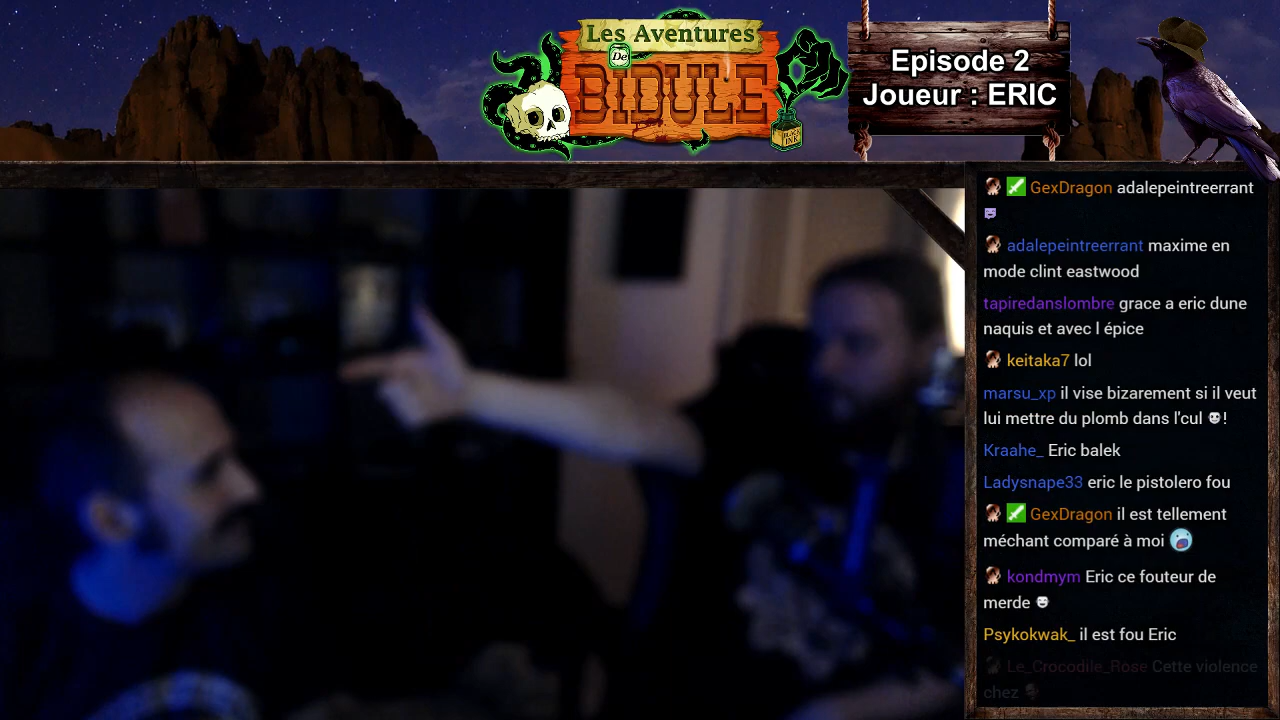 Les Aventures
De
BIDULE
BLACK
INK
Episode 2
Joueur : ERIC
GexDragon adalepeintreerrant
adalepeintreerrant maxime en
mode clint eastwood
tapiredanslombre grace a eric dune
naquis et avec l épice
keitaka7 lol
marsu_xp il vise bizarement si il veut
lui mettre du plomb dans l'cul !
Kraahe_ Eric balek
Ladysnape33 eric le pistolero fou
GexDragon il est tellement
méchant comparé à moi
kondmym Eric ce fouteur de
merde
Psykokwak_ il est fou Eric
Le_Crocodile_Rose Cette violence
chez